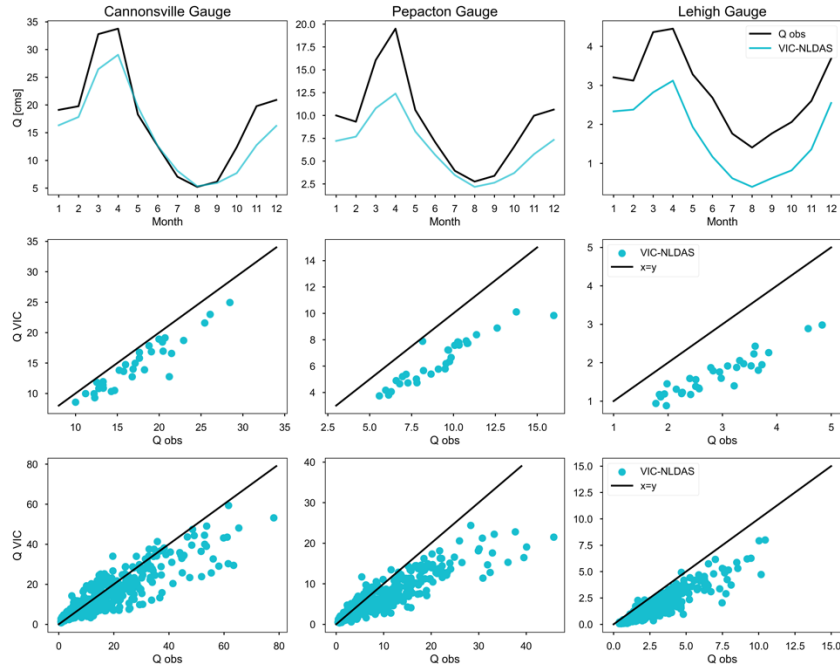 Cannonsville Gauge
Pepacton Gauge
Lehigh Gauge
Q [cms]
35
30
25
20
15
10
5
1 2 3 4 5 6 7 8 9 10 11 12
Month
20.0
17.5
15.0
12.5
10.0
7.5
5.0
2.5
1 2 3 4 5 6 7 8 9 10 11 12
Month
Q obs
VIC-NLDAS
4
3
2
1
1 2 3 4 5 6 7 8 9 10 11 12
Month
Q VIC
35
30
25
20
15
10
10 15 20 25 30 35
Q obs
14
12
10
8
6
4
2.5 5.0 7.5 10.0 12.5 15.0
Q obs
VIC-NLDAS
x=y
5
4
3
2
1
1 2 3 4 5
Q obs
Q VIC
80
60
40
20
0
0 20 40 60 80
Q obs
40
30
20
10
0
0 10 20 30 40
Q obs
VIC-NLDAS
x=y
15.0
12.5
10.0
7.5
5.0
2.5
0.0
0.0 2.5 5.0 7.5 10.0 12.5 15.0
Q obs